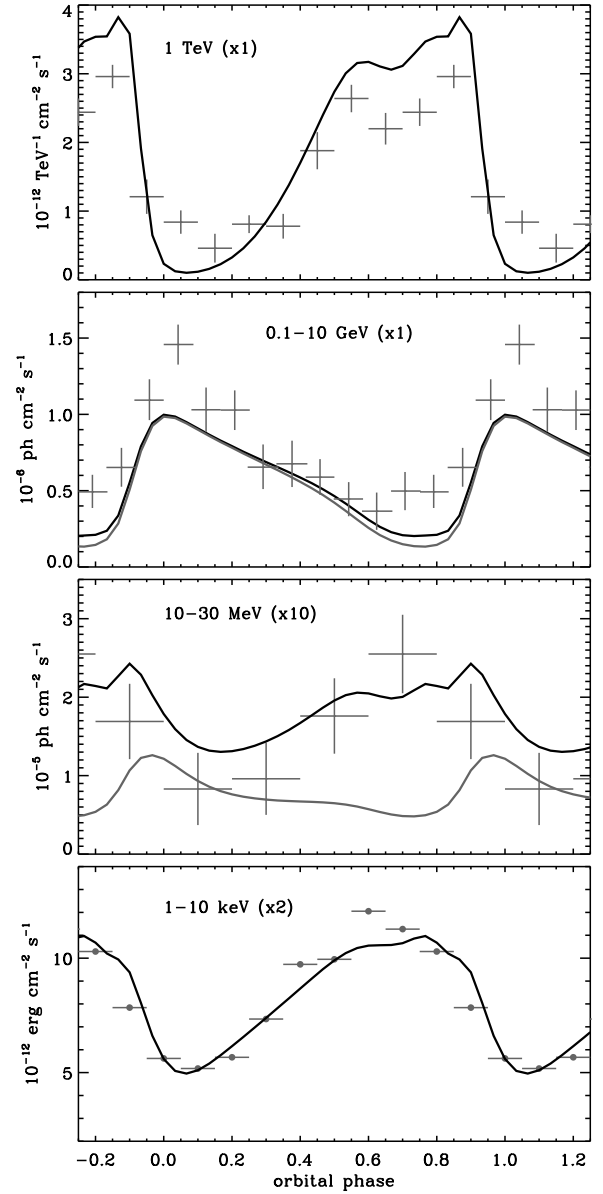 4
3
2
1
0
1 TeV (x1)
10⁻¹² TeV⁻¹ cm⁻² s⁻¹
1.5
1.0
0.5
0.0
0.1−10 GeV (x1)
10⁻⁶ ph cm⁻² s⁻¹
3
2
1
0
10−30 MeV (x10)
10⁻⁵ ph cm⁻² s⁻¹
10
5
1−10 keV (x2)
10⁻¹² erg cm⁻² s⁻¹
−0.2 0.0 0.2 0.4 0.6 0.8 1.0 1.2
orbital phase